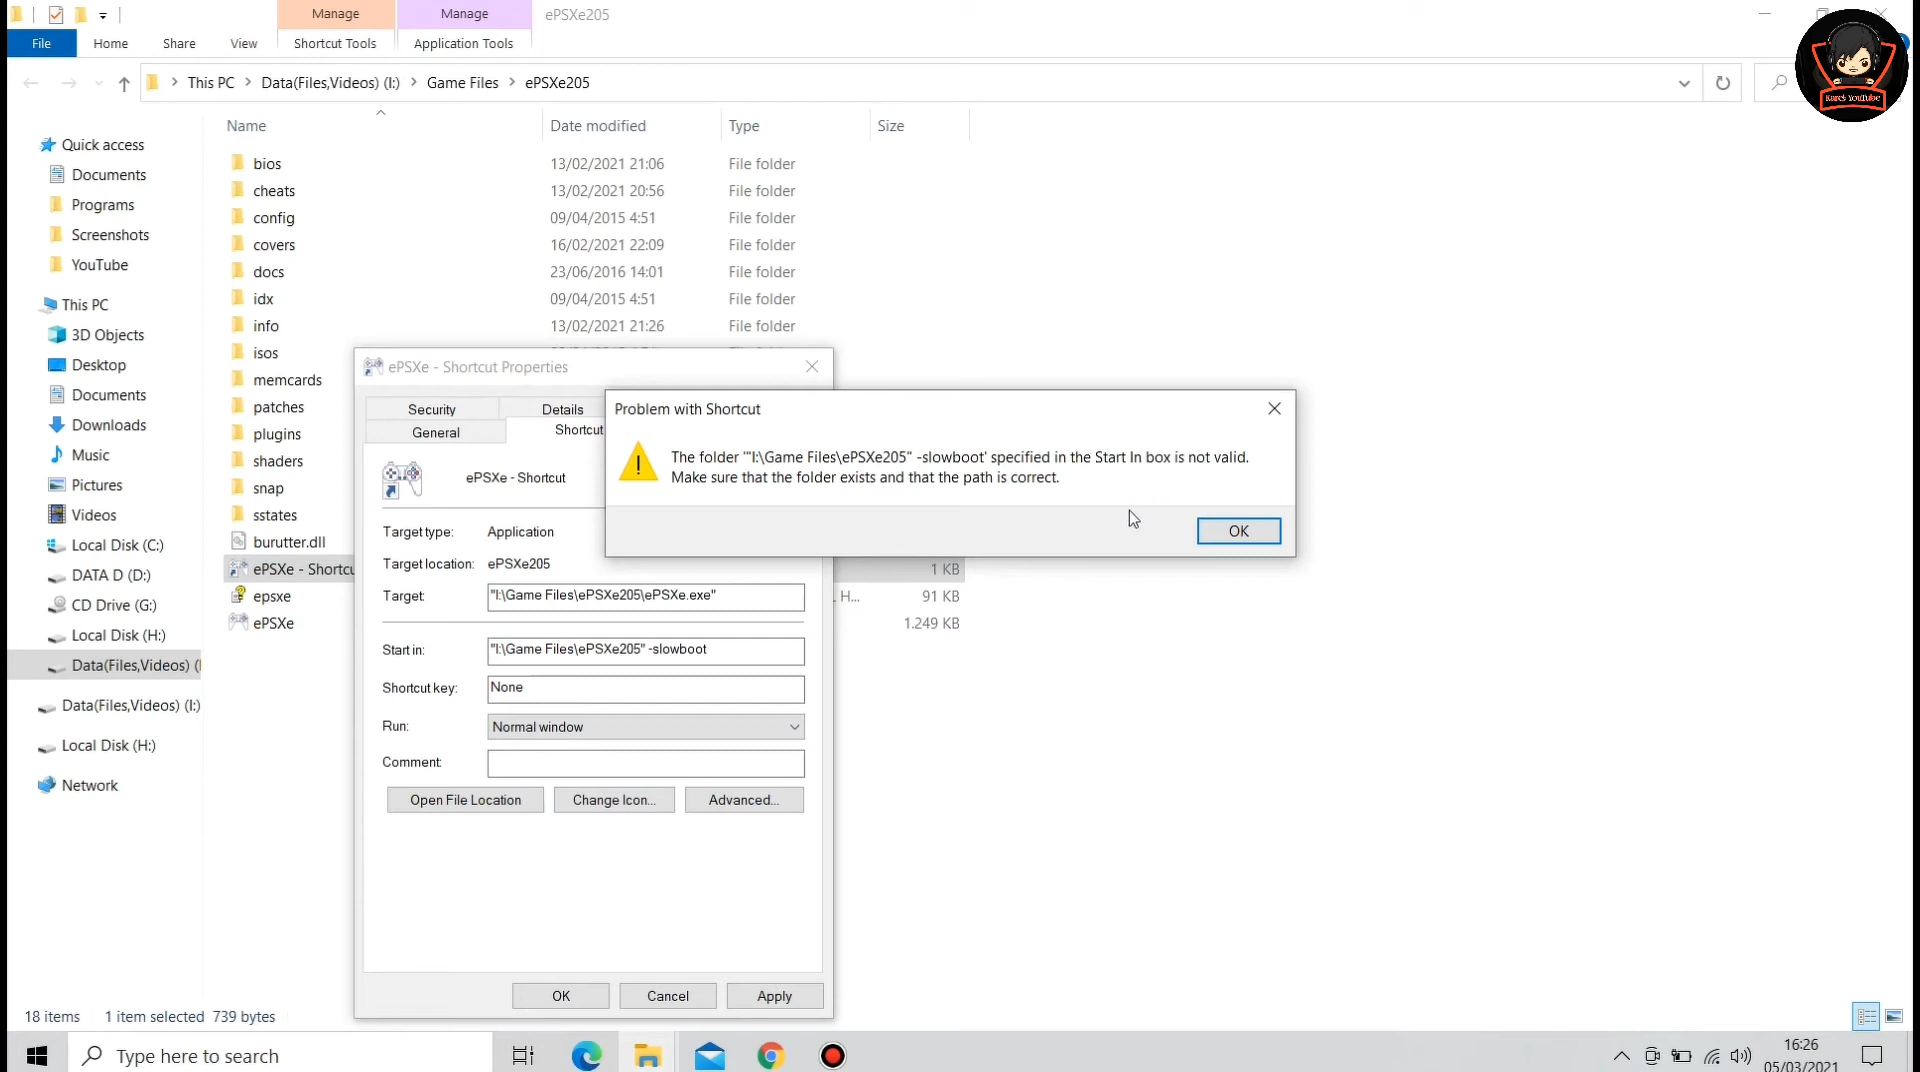 Manage
Manage
ePSXe205
File
Home
Share
View
Shortcut Tools
Application Tools
This PC
Data(Files,Videos) (I:)
Game Files
ePSXe205
Name
Date modified
Type
Size
Quick access
Documents
Programs
Screenshots
YouTube
This PC
3D Objects
Desktop
Documents
Downloads
Music
Pictures
Videos
Local Disk (C:)
DATA D (D:)
CD Drive (G:)
Local Disk (H:)
Data(Files,Videos) (I
Data(Files,Videos) (I:)
Local Disk (H:)
Network
bios 13/02/2021 21:06 File folder
cheats 13/02/2021 20:56 File folder
config 09/04/2015 4:51 File folder
covers 16/02/2021 22:09 File folder
docs 23/06/2016 14:01 File folder
idx 09/04/2015 4:51 File folder
info 13/02/2021 21:26 File folder
isos
memcards
patches
plugins
shaders
snap
sstates
burutter.dll
ePSXe - Shortcu 1 KB
epsxe . H... 91 KB
ePSXe 1.249 KB
ePSXe - Shortcut Properties
Security
Details
General
Shortcut
ePSXe - Shortcut
Target type: Application
Target location: ePSXe205
Target: "I:\Game Files\ePSXe205\ePSXe.exe"
Start in: "I:\Game Files\ePSXe205" -slowboot
Shortcut key: None
Run: Normal window
Comment:
Open File Location
Change Icon...
Advanced...
OK
Cancel
Apply
Problem with Shortcut
The folder '"I:\Game Files\ePSXe205" -slowboot' specified in the Start In box is not valid.
Make sure that the folder exists and that the path is correct.
OK
18 items
1 item selected 739 bytes
Type here to search
16:26
05/03/2021